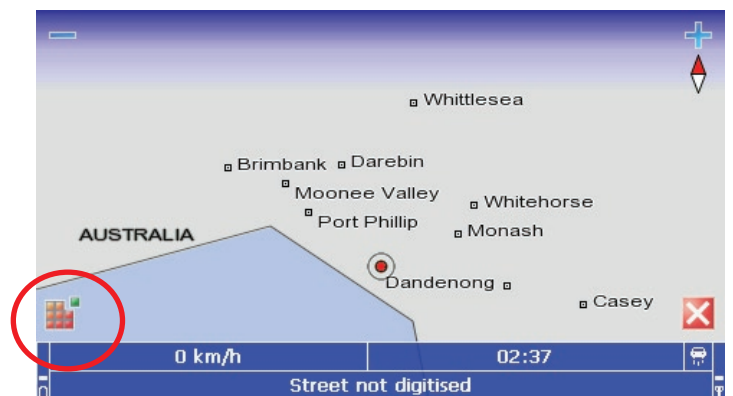 Whittlesea
Brimbank Darebin
Moonee Valley
Whitehorse
Port Phillip
Monash
AUSTRALIA
Dandenong
Casey
0 km/h 02:37
Street not digitised